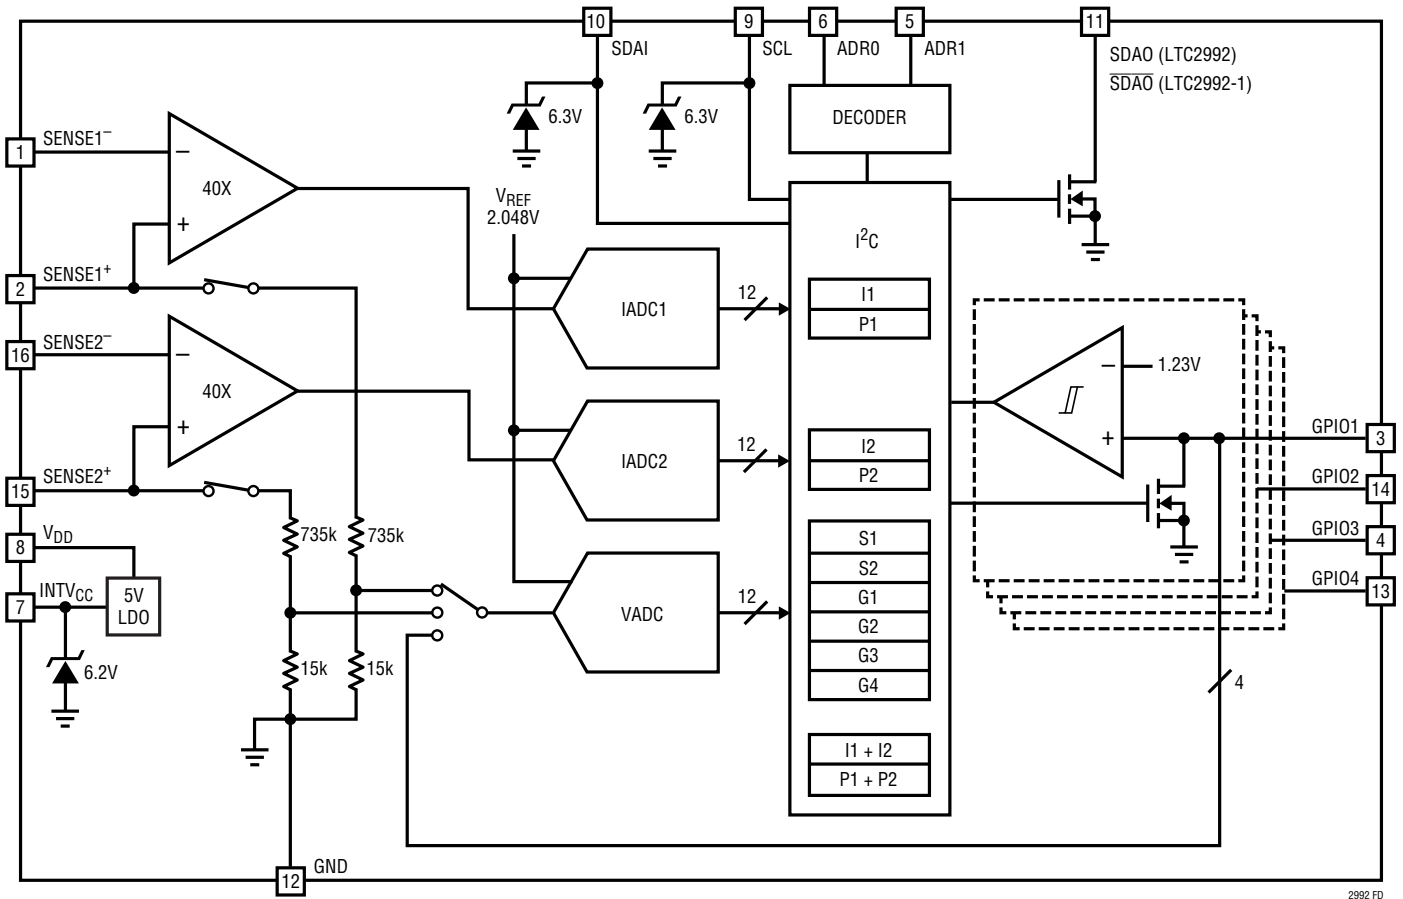 10
9
6
5
11
SDAI
SCL
ADR0
ADR1
SDAO (LTC2992)
SDAO (LTC2992-1)
6.3V
6.3V
DECODER
1
SENSE1–
–
40X
+
VREF
2.048V
I2C
2
SENSE1+
IADC1
12
I1
P1
16
SENSE2–
–
40X
+
– 1.23V
+
GPIO1
3
IADC2
12
I2
P2
15
SENSE2+
GPIO2
14
8
VDD
735k
735k
S1
S2
G1
G2
G3
G4
GPIO3
4
7
INTVCC
5V
LDO
VADC
12
GPIO4
13
6.2V
15k
15k
4
I1 + I2
P1 + P2
12
GND
2992 FD